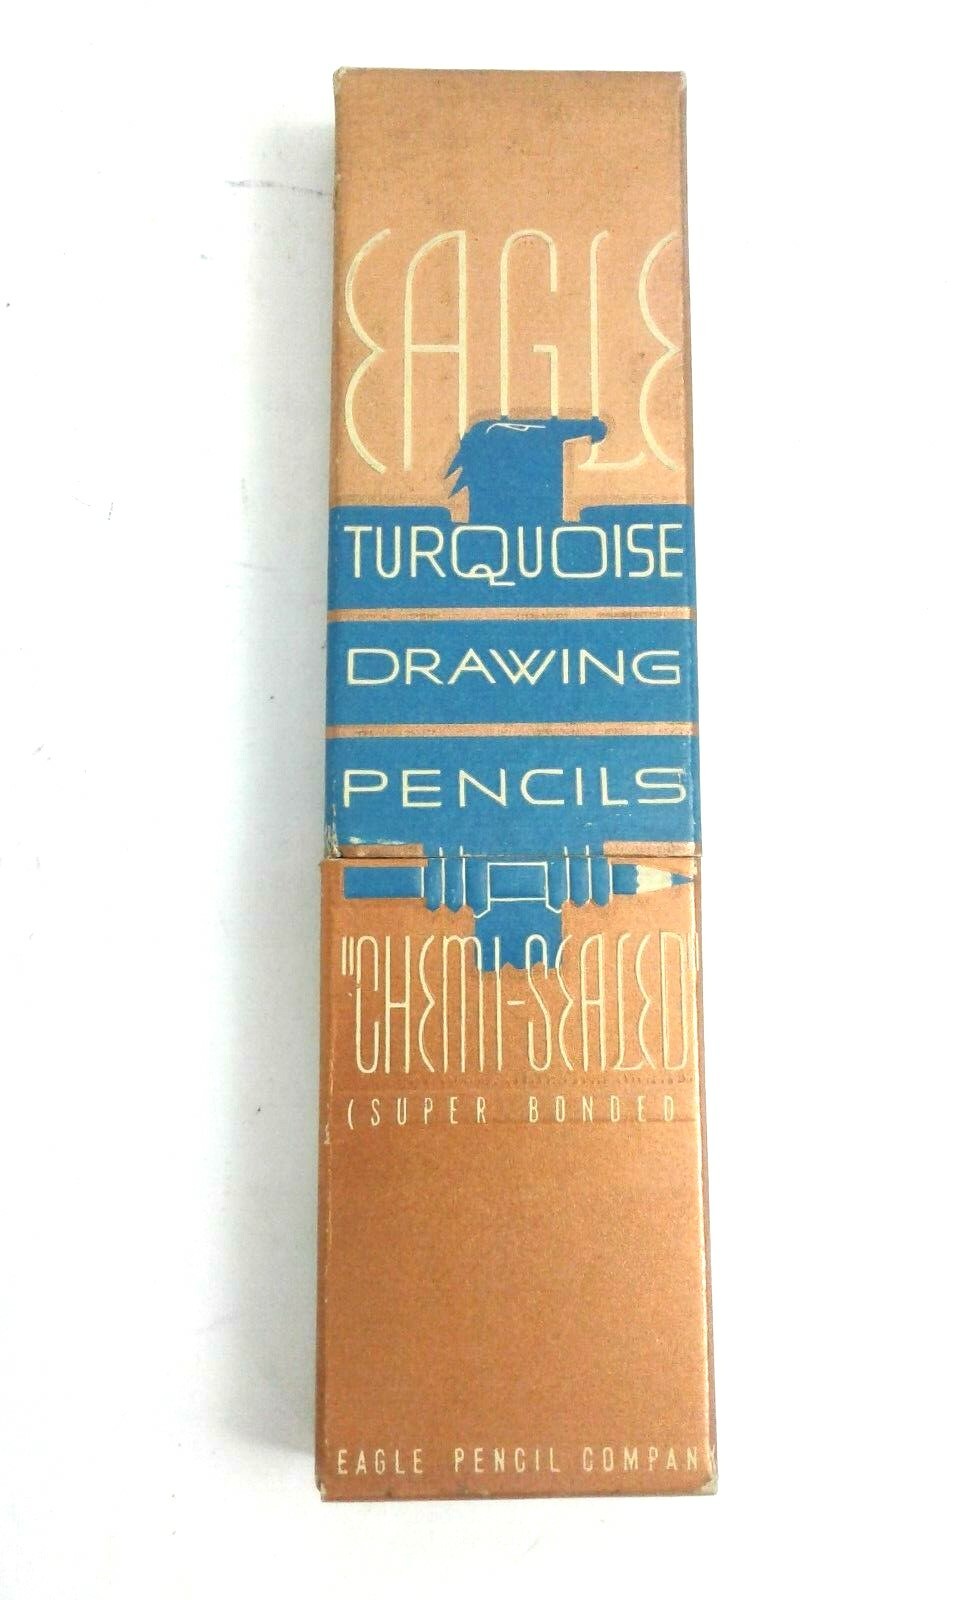 EAGLE
TURQUOISE
DRAWING
PENCILS
"CHEMI-SEALED"
(SUPER BONDED
EAGLE PENCIL COMPANY